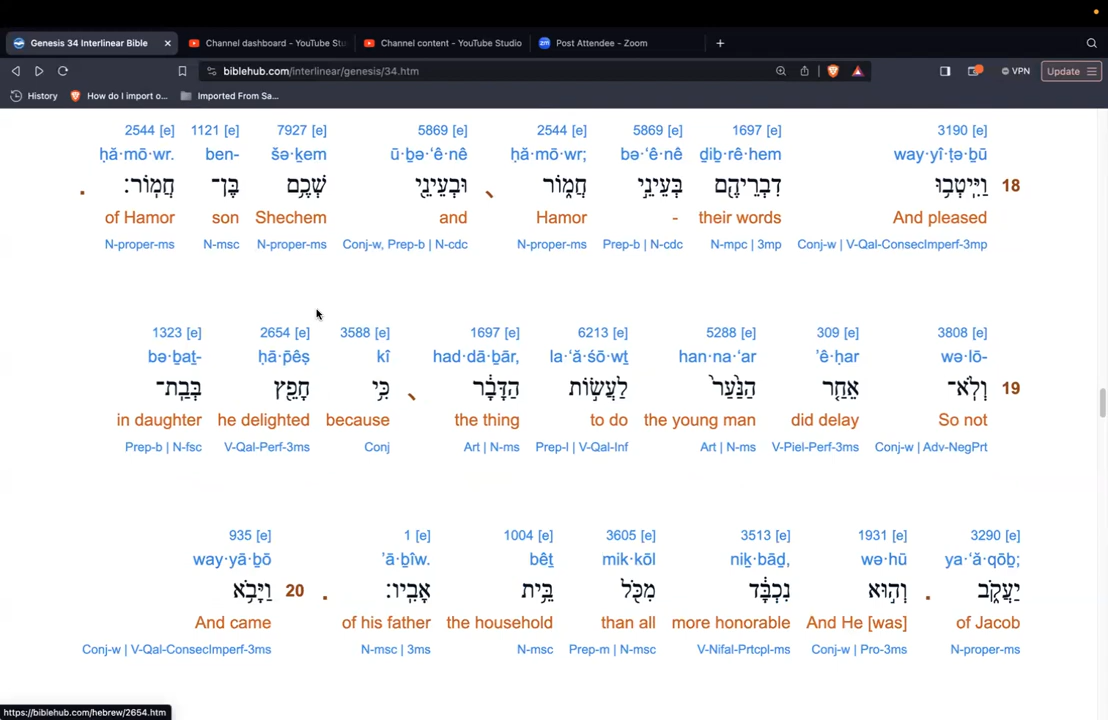 Genesis 34 Interlinear Bible
Channel dashboard - YouTube Stu
Channel content - YouTube Studio
zm Post Attendee - Zoom
biblehub.com/interlinear/genesis/34.htm
VPN
Update
History
How do I import o...
Imported From Sa...
2544 [e] 1121 [e] 7927 [e] 5869 [e] 2544 [e] 5869 [e] 1697 [e] 3190 [e]
ḥă·mō·wr. ben- šə·ḵem ū·ḇə·‘ê·nê ḥă·mō·wr; bə·‘ê·nê ḏiḇ·rê·hem way·yî·ṭə·ḇū
18 וַיִּֽיטְב֥וּ דִבְרֵיהֶ֖ם בְּעֵינֵ֣י חֲמ֑וֹר 、 וּבְעֵינֵ֖י שְׁכֶ֥ם בֶּן־ חֲמֽוֹר׃ .
of Hamor son Shechem and Hamor - their words And pleased
N-proper-ms N-msc N-proper-ms Conj-w, Prep-b | N-cdc N-proper-ms Prep-b | N-cdc N-mpc | 3mp Conj-w | V-Qal-ConsecImperf-3mp
1323 [e] 2654 [e] 3588 [e] 1697 [e] 6213 [e] 5288 [e] 309 [e] 3808 [e]
bə·ḇaṯ- ḥā·p̄êṣ kî had·dā·ḇār, la·‘ă·śō·wṯ han·na·‘ar ’ê·ḥar wə·lō-
19 וְלֹֽא־ אֵחַ֤ר הַנַּ֙עַר֙ לַעֲשׂ֣וֹת הַדָּבָ֔ר 、 כִּ֥י חָפֵ֖ץ בְּבַֽת־
in daughter he delighted because the thing to do the young man did delay So not
Prep-b | N-fsc V-Qal-Perf-3ms Conj Art | N-ms Prep-l | V-Qal-Inf Art | N-ms V-Piel-Perf-3ms Conj-w | Adv-NegPrt
935 [e] 1 [e] 1004 [e] 3605 [e] 3513 [e] 1931 [e] 3290 [e]
way·yā·ḇō ’ā·ḇîw. bêṯ mik·kōl niḵ·bāḏ, wə·hū ya·‘ă·qōḇ;
יַעֲקֹ֑ב . וְה֣וּא נִכְבָּ֔ד מִכֹּ֖ל בֵּ֥ית אָבִֽיו׃ . 20 וַיָּבֹ֥א
And came of his father the household than all more honorable And He [was] of Jacob
Conj-w | V-Qal-ConsecImperf-3ms N-msc | 3ms N-msc Prep-m | N-msc V-Nifal-Prtcpl-ms Conj-w | Pro-3ms N-proper-ms
https://biblehub.com/hebrew/2654.htm